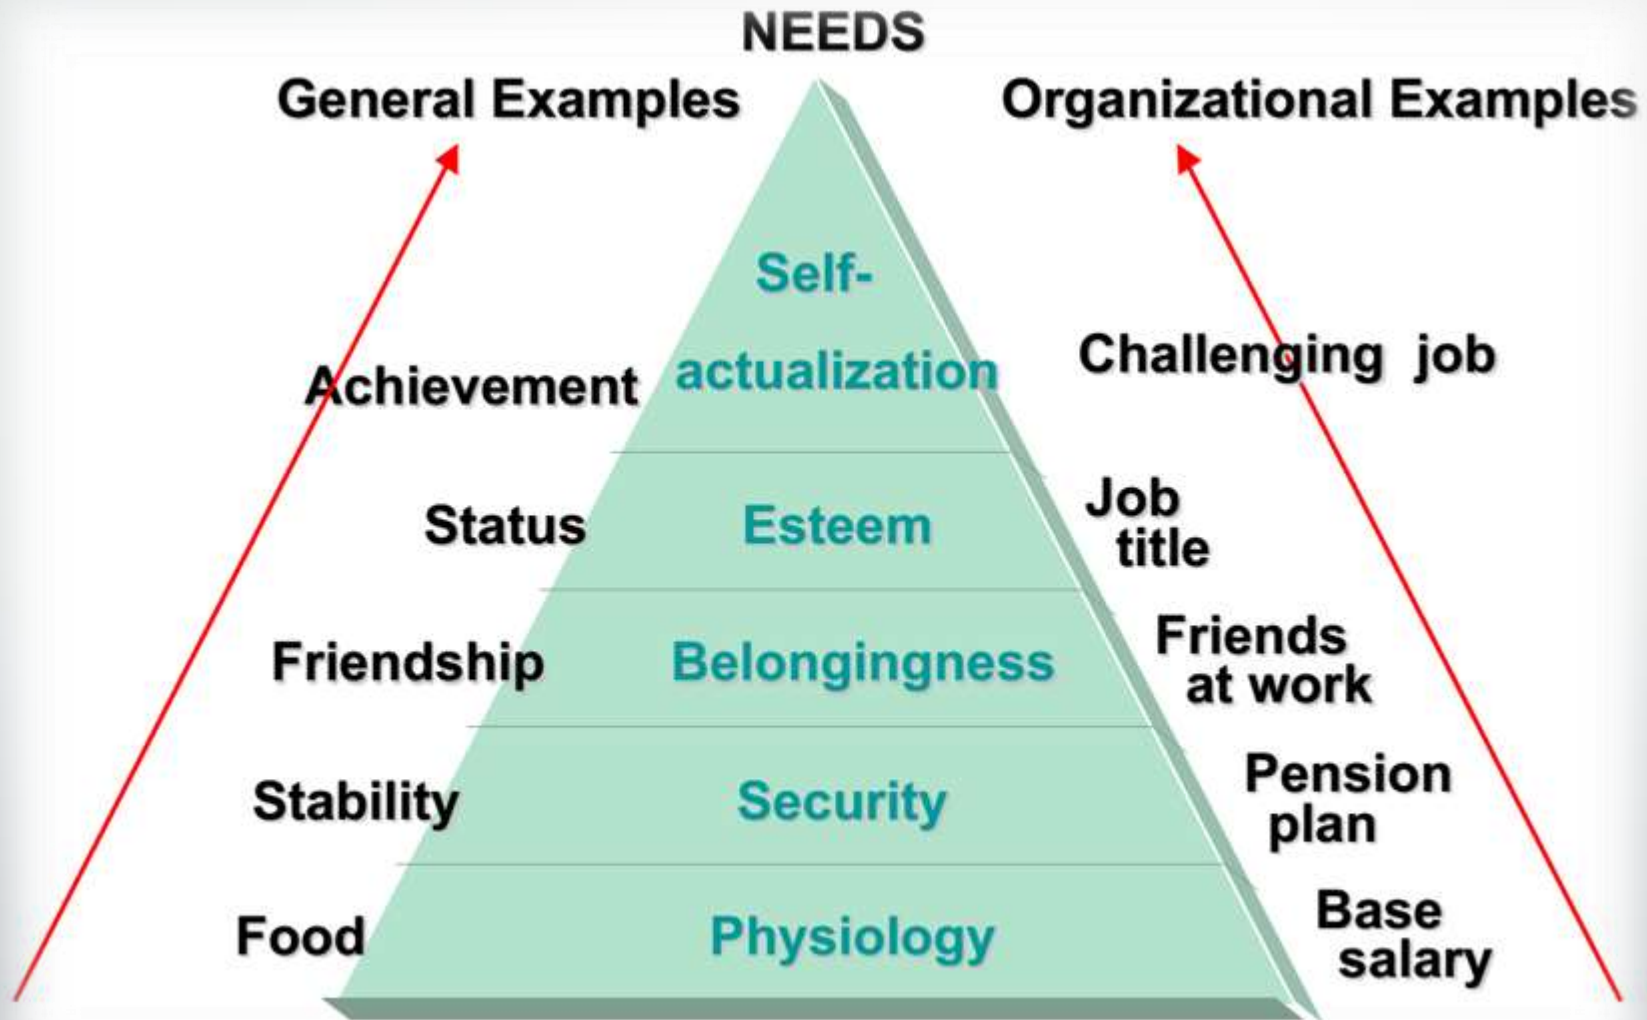 NEEDS
General Examples
Organizational Examples
Self-
actualization
Achievement
Challenging job
Status
Esteem
Job
title
Friendship
Belongingness
Friends
at work
Stability
Security
Pension
plan
Food
Physiology
Base
salary